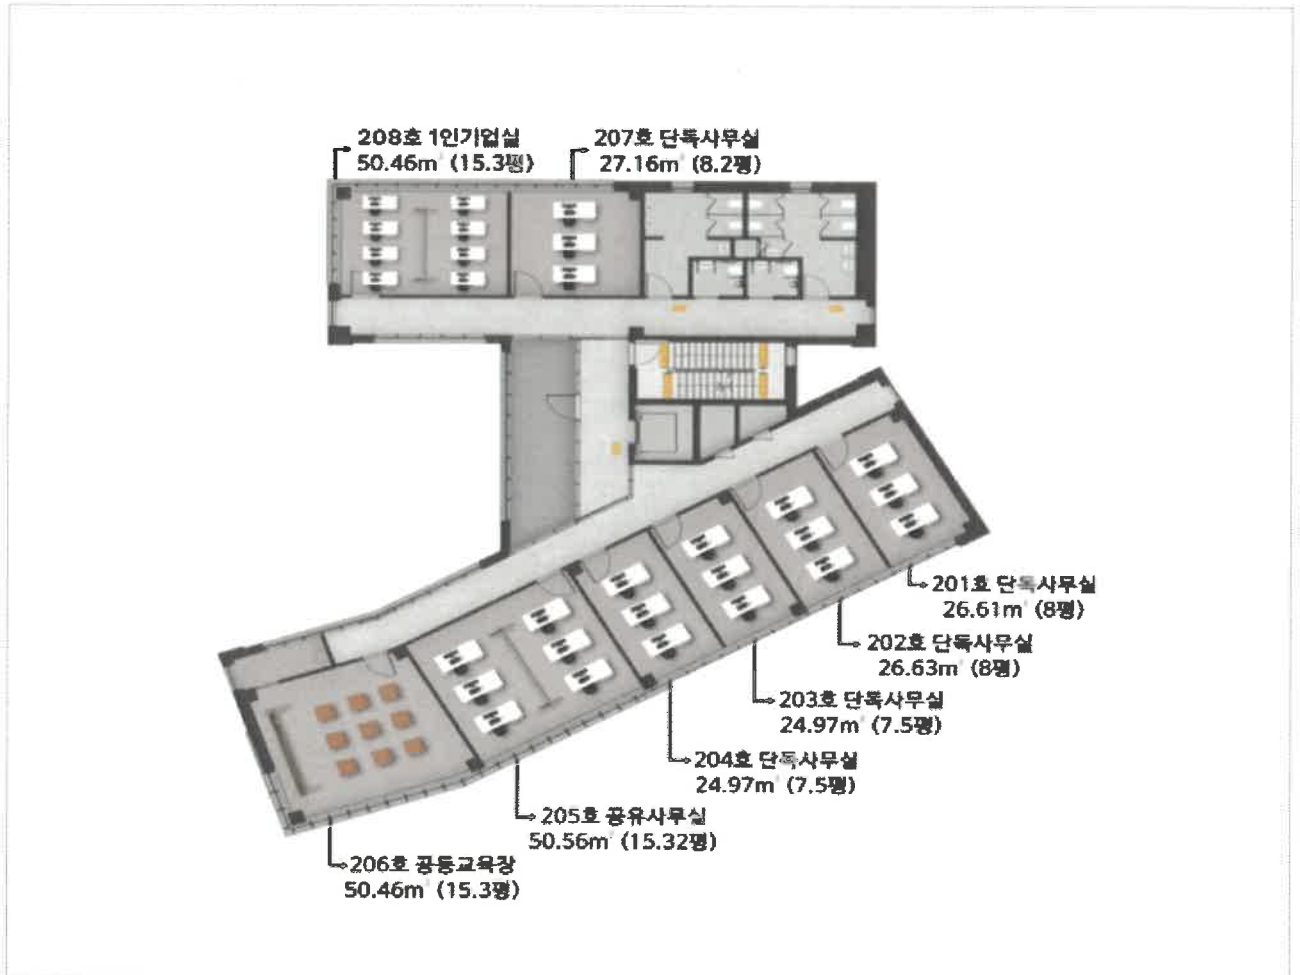 208호 1인기업실
50.46㎡ (15.3평)
207호 단독사무실
27.16㎡ (8.2평)
201호 단독사무실
26.61㎡ (8평)
202호 단독사무실
26.63㎡ (8평)
203호 단독사무실
24.97㎡ (7.5평)
204호 단독사무실
24.97㎡ (7.5평)
205호 공유사무실
50.56㎡ (15.32평)
206호 공동교육장
50.46㎡ (15.3평)